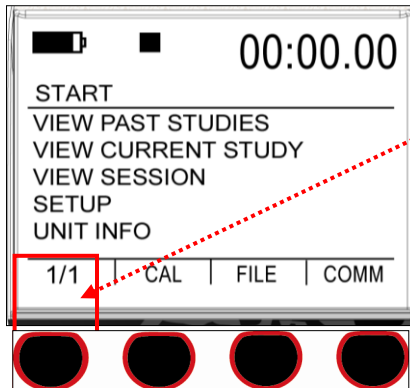 00:00.00
START
VIEW PAST STUDIES
VIEW CURRENT STUDY
VIEW SESSION
SETUP
UNIT INFO
1/1 CAL FILE COMM